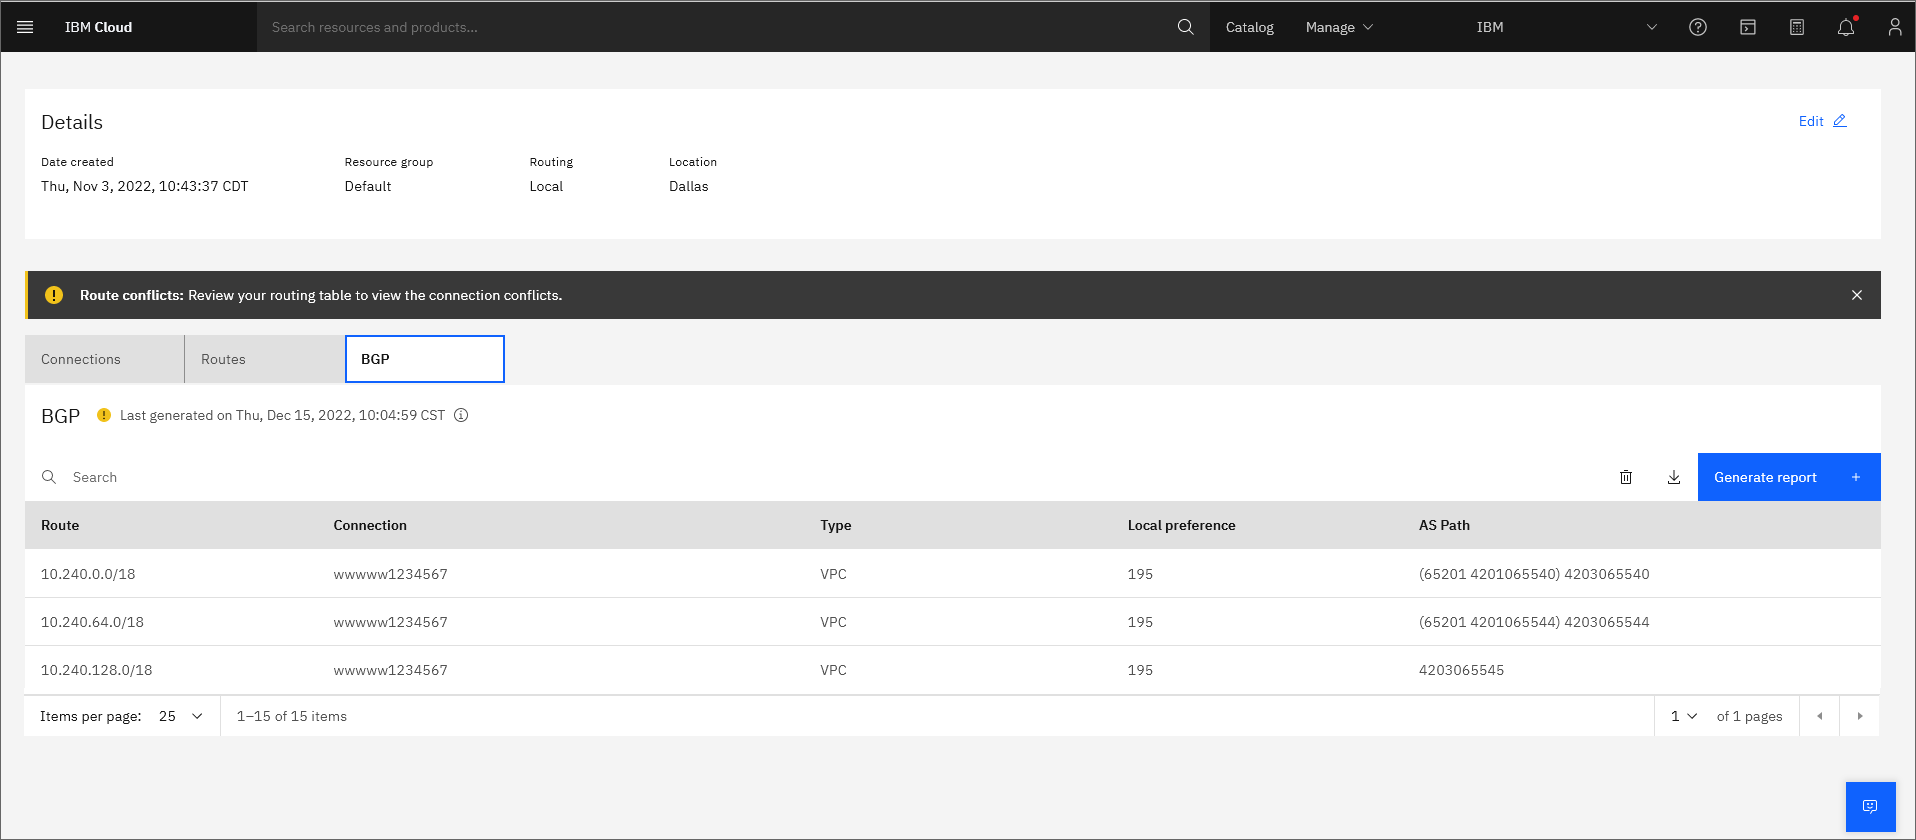 IBM Cloud
Search resources and products...
Catalog
Manage
IBM
Details
Edit
Date created
Resource group
Routing
Location
Thu, Nov 3, 2022, 10:43:37 CDT
Default
Local
Dallas
Route conflicts: Review your routing table to view the connection conflicts.
Connections
Routes
BGP
BGP
Last generated on Thu, Dec 15, 2022, 10:04:59 CST
Search
Generate report +
Route Connection Type Local preference AS Path
10.240.0.0/18 wwwww1234567 VPC 195 (65201 4201065540) 4203065540
10.240.64.0/18 wwwww1234567 VPC 195 (65201 4201065544) 4203065544
10.240.128.0/18 wwwww1234567 VPC 195 4203065545
Items per page: 25
1–15 of 15 items
1
of 1 pages